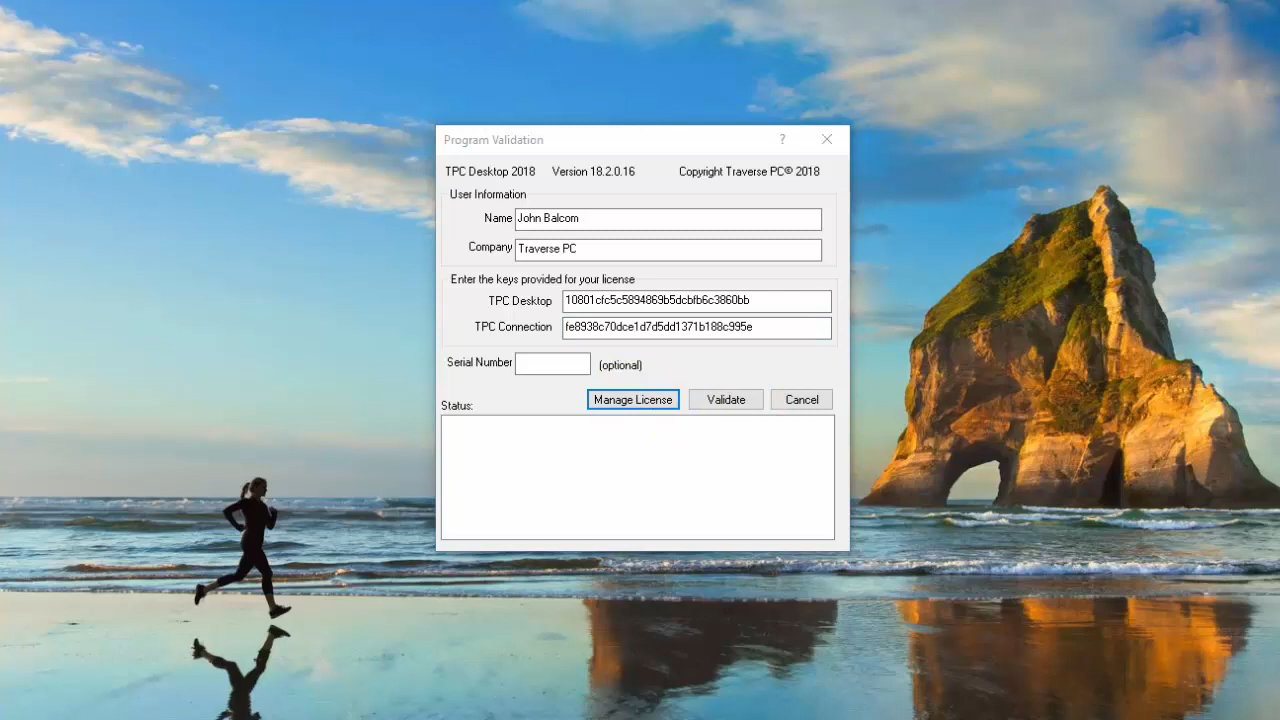 Program Validation ?
TPC Desktop 2018 Version 18.2.0.16 Copyright Traverse PC® 2018
User Information
Name John Balcom
Company Traverse PC
Enter the keys provided for your license
TPC Desktop 10801cfc5c5894869b5dcbfb6c3860bb
TPC Connection fe8938c70dce1d7d5dd1371b188c995e
Serial Number (optional)
Manage License Validate Cancel
Status: